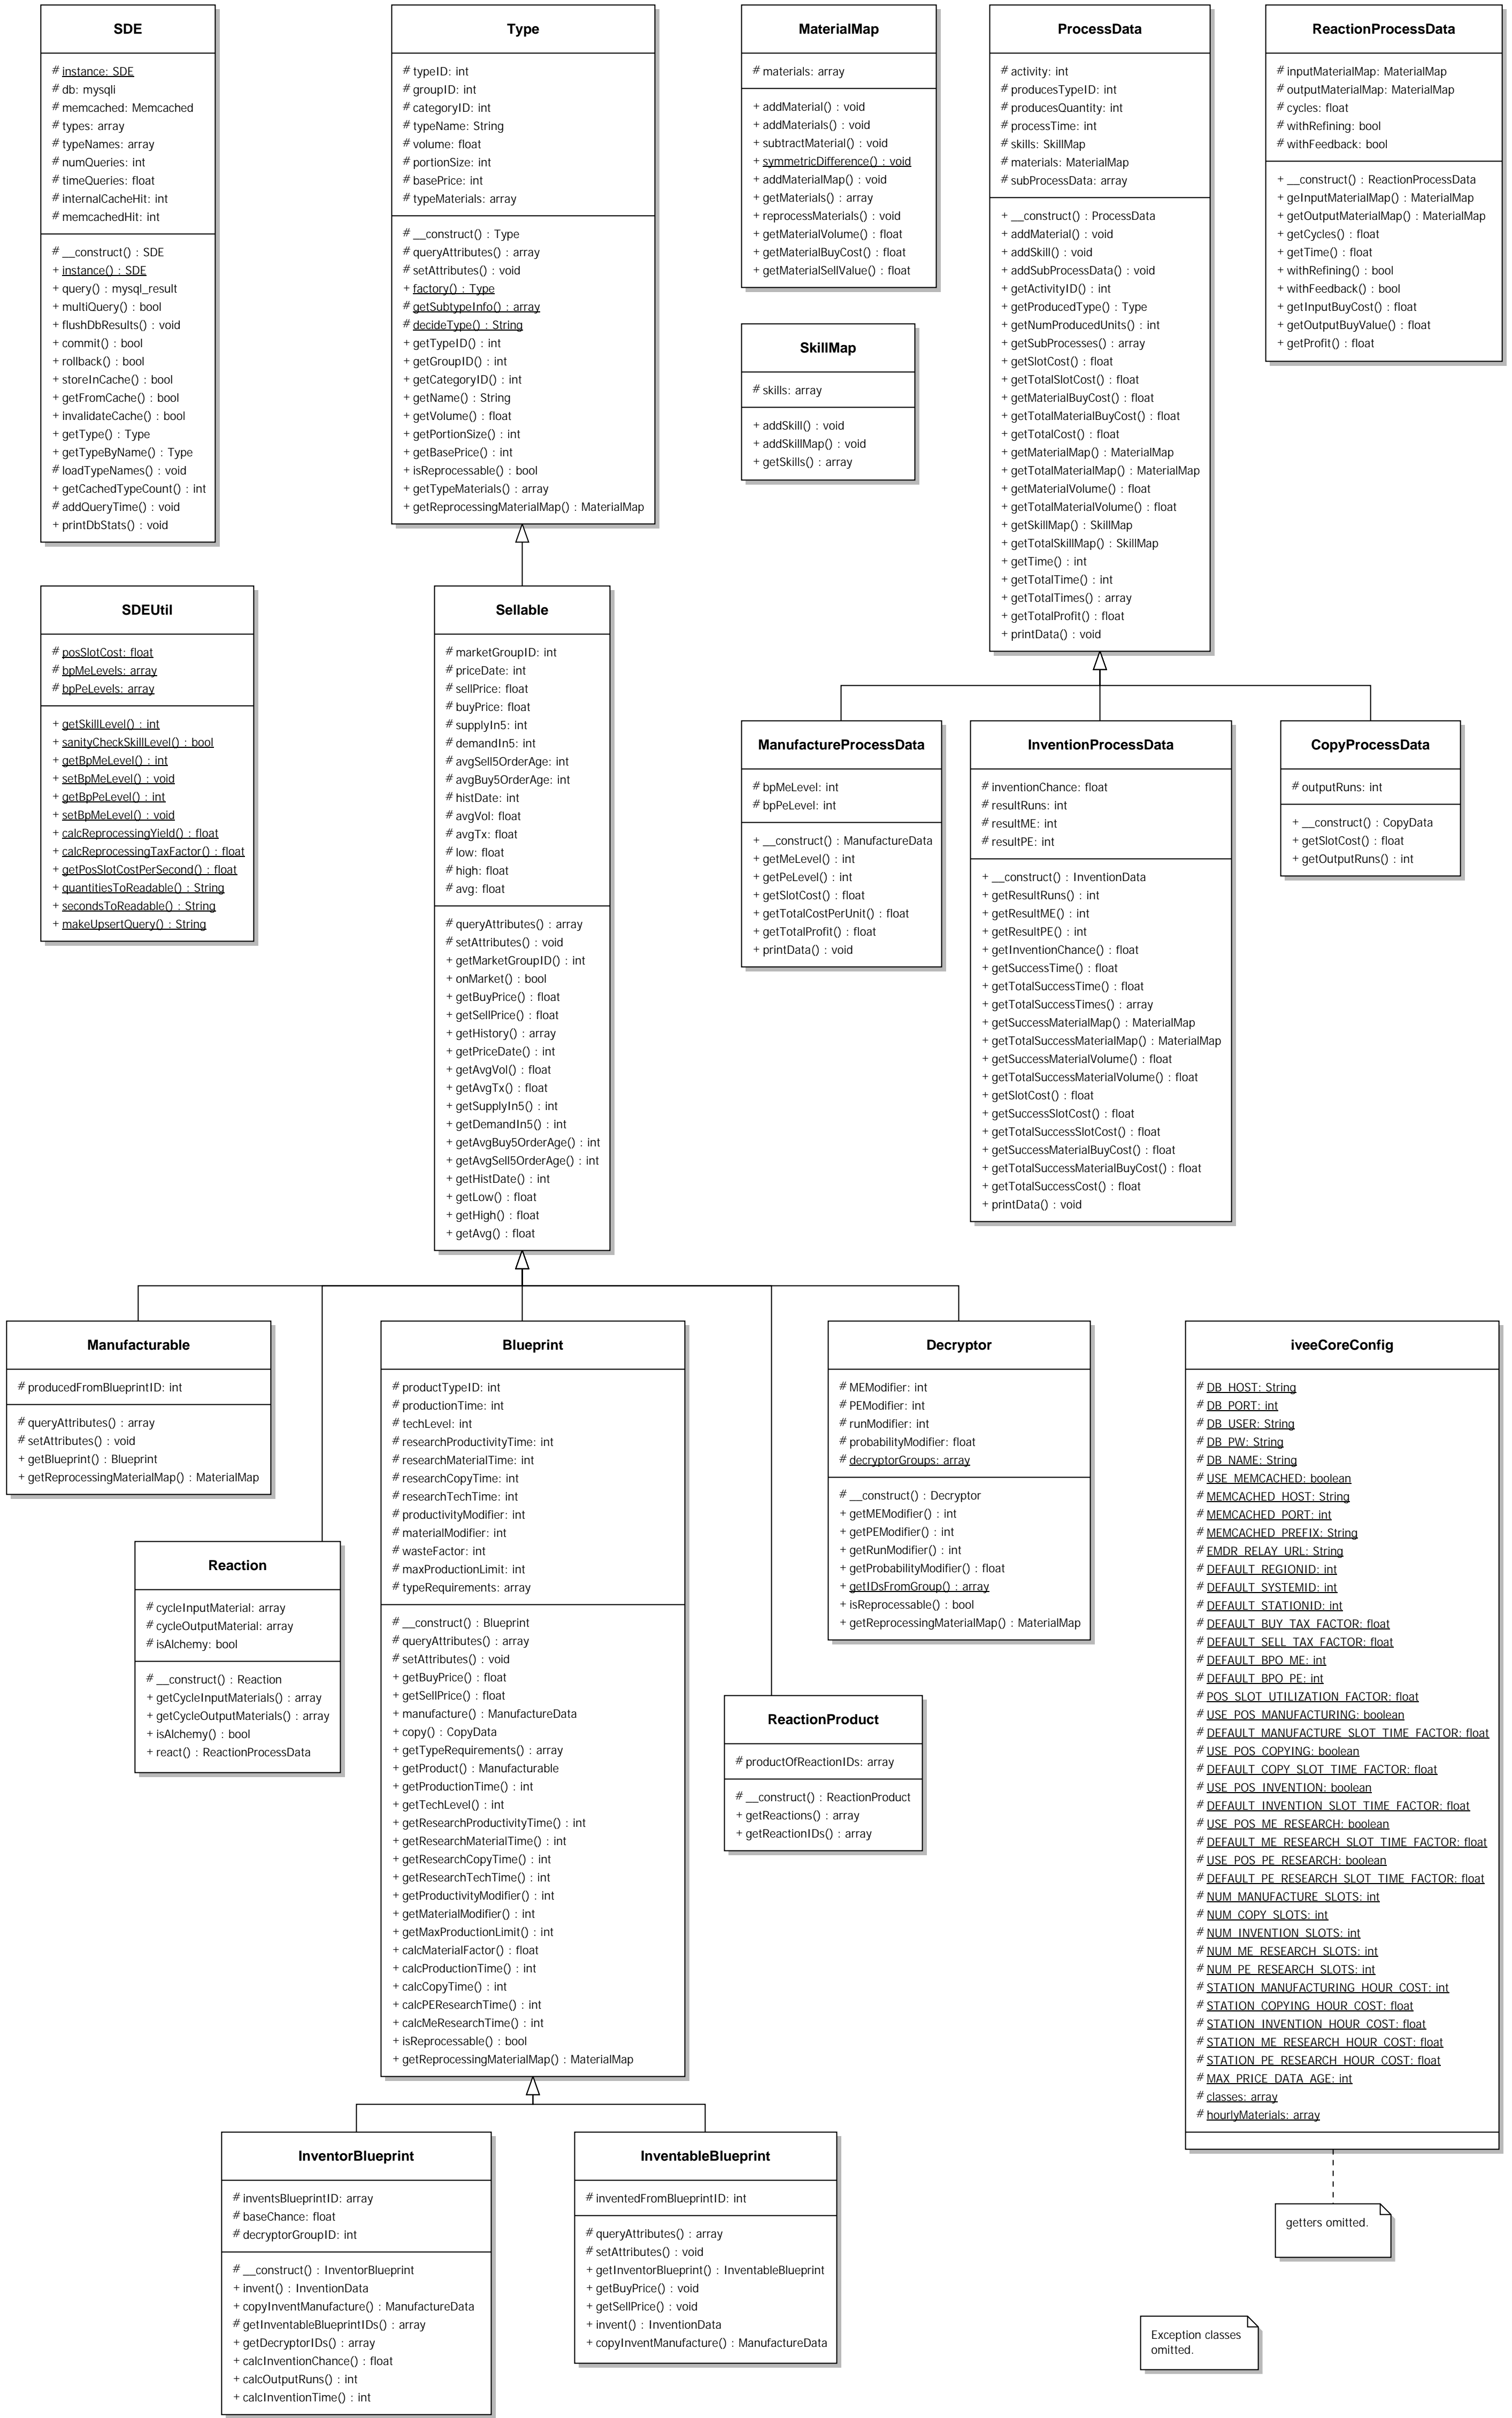 SDE
# instance: SDE
# db: mysqli
# memcached: Memcached
# types: array
# typeNames: array
# numQueries: int
# timeQueries: float
# internalCacheHit: int
# memcachedHit: int
# __construct() : SDE
+ instance() : SDE
+ query() : mysql_result
+ multiQuery() : bool
+ flushDbResults() : void
+ commit() : bool
+ rollback() : bool
+ storeInCache() : bool
+ getFromCache() : bool
+ invalidateCache() : bool
+ getType() : Type
+ getTypeByName() : Type
# loadTypeNames() : void
+ getCachedTypeCount() : int
# addQueryTime() : void
+ printDbStats() : void
Type
# typeID: int
# groupID: int
# categoryID: int
# typeName: String
# volume: float
# portionSize: int
# basePrice: int
# typeMaterials: array
# __construct() : Type
# queryAttributes() : array
# setAttributes() : void
+ factory() : Type
# getSubtypeInfo() : array
# decideType() : String
+ getTypeID() : int
+ getGroupID() : int
+ getCategoryID() : int
+ getName() : String
+ getVolume() : float
+ getPortionSize() : int
+ getBasePrice() : int
+ isReprocessable() : bool
+ getTypeMaterials() : array
+ getReprocessingMaterialMap() : MaterialMap
MaterialMap
# materials: array
+ addMaterial() : void
+ addMaterials() : void
+ subtractMaterial() : void
+ symmetricDifference() : void
+ addMaterialMap() : void
+ getMaterials() : array
+ reprocessMaterials() : void
+ getMaterialVolume() : float
+ getMaterialBuyCost() : float
+ getMaterialSellValue() : float
SkillMap
# skills: array
+ addSkill() : void
+ addSkillMap() : void
+ getSkills() : array
ProcessData
# activity: int
# producesTypeID: int
# producesQuantity: int
# processTime: int
# skills: SkillMap
# materials: MaterialMap
# subProcessData: array
+ __construct() : ProcessData
+ addMaterial() : void
+ addSkill() : void
+ addSubProcessData() : void
+ getActivityID() : int
+ getProducedType() : Type
+ getNumProducedUnits() : int
+ getSubProcesses() : array
+ getSlotCost() : float
+ getTotalSlotCost() : float
+ getMaterialBuyCost() : float
+ getTotalMaterialBuyCost() : float
+ getTotalCost() : float
+ getMaterialMap() : MaterialMap
+ getTotalMaterialMap() : MaterialMap
+ getMaterialVolume() : float
+ getTotalMaterialVolume() : float
+ getSkillMap() : SkillMap
+ getTotalSkillMap() : SkillMap
+ getTime() : int
+ getTotalTime() : int
+ getTotalTimes() : array
+ getTotalProfit() : float
+ printData() : void
ReactionProcessData
# inputMaterialMap: MaterialMap
# outputMaterialMap: MaterialMap
# cycles: float
# withRefining: bool
# withFeedback: bool
+ __construct() : ReactionProcessData
+ geInputMaterialMap() : MaterialMap
+ getOutputMaterialMap() : MaterialMap
+ getCycles() : float
+ getTime() : float
+ withRefining() : bool
+ withFeedback() : bool
+ getInputBuyCost() : float
+ getOutputBuyValue() : float
+ getProfit() : float
SDEUtil
# posSlotCost: float
# bpMeLevels: array
# bpPeLevels: array
+ getSkillLevel() : int
+ sanityCheckSkillLevel() : bool
+ getBpMeLevel() : int
+ setBpMeLevel() : void
+ getBpPeLevel() : int
+ setBpMeLevel() : void
+ calcReprocessingYield() : float
+ calcReprocessingTaxFactor() : float
+ getPosSlotCostPerSecond() : float
+ quantitiesToReadable() : String
+ secondsToReadable() : String
+ makeUpsertQuery() : String
Sellable
# marketGroupID: int
# priceDate: int
# sellPrice: float
# buyPrice: float
# supplyIn5: int
# demandIn5: int
# avgSell5OrderAge: int
# avgBuy5OrderAge: int
# histDate: int
# avgVol: float
# avgTx: float
# low: float
# high: float
# avg: float
# queryAttributes() : array
# setAttributes() : void
+ getMarketGroupID() : int
+ onMarket() : bool
+ getBuyPrice() : float
+ getSellPrice() : float
+ getHistory() : array
+ getPriceDate() : int
+ getAvgVol() : float
+ getAvgTx() : float
+ getSupplyIn5() : int
+ getDemandIn5() : int
+ getAvgBuy5OrderAge() : int
+ getAvgSell5OrderAge() : int
+ getHistDate() : int
+ getLow() : float
+ getHigh() : float
+ getAvg() : float
ManufactureProcessData
# bpMeLevel: int
# bpPeLevel: int
+ __construct() : ManufactureData
+ getMeLevel() : int
+ getPeLevel() : int
+ getSlotCost() : float
+ getTotalCostPerUnit() : float
+ getTotalProfit() : float
+ printData() : void
InventionProcessData
# inventionChance: float
# resultRuns: int
# resultME: int
# resultPE: int
+ __construct() : InventionData
+ getResultRuns() : int
+ getResultME() : int
+ getResultPE() : int
+ getInventionChance() : float
+ getSuccessTime() : float
+ getTotalSuccessTime() : float
+ getTotalSuccessTimes() : array
+ getSuccessMaterialMap() : MaterialMap
+ getTotalSuccessMaterialMap() : MaterialMap
+ getSuccessMaterialVolume() : float
+ getTotalSuccessMaterialVolume() : float
+ getSlotCost() : float
+ getSuccessSlotCost() : float
+ getTotalSuccessSlotCost() : float
+ getSuccessMaterialBuyCost() : float
+ getTotalSuccessMaterialBuyCost() : float
+ getTotalSuccessCost() : float
+ printData() : void
CopyProcessData
# outputRuns: int
+ __construct() : CopyData
+ getSlotCost() : float
+ getOutputRuns() : int
Manufacturable
# producedFromBlueprintID: int
# queryAttributes() : array
# setAttributes() : void
+ getBlueprint() : Blueprint
+ getReprocessingMaterialMap() : MaterialMap
Reaction
# cycleInputMaterial: array
# cycleOutputMaterial: array
# isAlchemy: bool
# __construct() : Reaction
+ getCycleInputMaterials() : array
+ getCycleOutputMaterials() : array
+ isAlchemy() : bool
+ react() : ReactionProcessData
Blueprint
# productTypeID: int
# productionTime: int
# techLevel: int
# researchProductivityTime: int
# researchMaterialTime: int
# researchCopyTime: int
# researchTechTime: int
# productivityModifier: int
# materialModifier: int
# wasteFactor: int
# maxProductionLimit: int
# typeRequirements: array
# __construct() : Blueprint
# queryAttributes() : array
# setAttributes() : void
+ getBuyPrice() : float
+ getSellPrice() : float
+ manufacture() : ManufactureData
+ copy() : CopyData
+ getTypeRequirements() : array
+ getProduct() : Manufacturable
+ getProductionTime() : int
+ getTechLevel() : int
+ getResearchProductivityTime() : int
+ getResearchMaterialTime() : int
+ getResearchCopyTime() : int
+ getResearchTechTime() : int
+ getProductivityModifier() : int
+ getMaterialModifier() : int
+ getMaxProductionLimit() : int
+ calcMaterialFactor() : float
+ calcProductionTime() : int
+ calcCopyTime() : int
+ calcPEResearchTime() : int
+ calcMeResearchTime() : int
+ isReprocessable() : bool
+ getReprocessingMaterialMap() : MaterialMap
Decryptor
# MEModifier: int
# PEModifier: int
# runModifier: int
# probabilityModifier: float
# decryptorGroups: array
# __construct() : Decryptor
+ getMEModifier() : int
+ getPEModifier() : int
+ getRunModifier() : int
+ getProbabilityModifier() : float
+ getIDsFromGroup() : array
+ isReprocessable() : bool
+ getReprocessingMaterialMap() : MaterialMap
ReactionProduct
# productOfReactionIDs: array
# __construct() : ReactionProduct
+ getReactions() : array
+ getReactionIDs() : array
iveeCoreConfig
# DB_HOST: String
# DB_PORT: int
# DB_USER: String
# DB_PW: String
# DB_NAME: String
# USE_MEMCACHED: boolean
# MEMCACHED_HOST: String
# MEMCACHED_PORT: int
# MEMCACHED_PREFIX: String
# EMDR_RELAY_URL: String
# DEFAULT_REGIONID: int
# DEFAULT_SYSTEMID: int
# DEFAULT_STATIONID: int
# DEFAULT_BUY_TAX_FACTOR: float
# DEFAULT_SELL_TAX_FACTOR: float
# DEFAULT_BPO_ME: int
# DEFAULT_BPO_PE: int
# POS_SLOT_UTILIZATION_FACTOR: float
# USE_POS_MANUFACTURING: boolean
# DEFAULT_MANUFACTURE_SLOT_TIME_FACTOR: float
# USE_POS_COPYING: boolean
# DEFAULT_COPY_SLOT_TIME_FACTOR: float
# USE_POS_INVENTION: boolean
# DEFAULT_INVENTION_SLOT_TIME_FACTOR: float
# USE_POS_ME_RESEARCH: boolean
# DEFAULT_ME_RESEARCH_SLOT_TIME_FACTOR: float
# USE_POS_PE_RESEARCH: boolean
# DEFAULT_PE_RESEARCH_SLOT_TIME_FACTOR: float
# NUM_MANUFACTURE_SLOTS: int
# NUM_COPY_SLOTS: int
# NUM_INVENTION_SLOTS: int
# NUM_ME_RESEARCH_SLOTS: int
# NUM_PE_RESEARCH_SLOTS: int
# STATION_MANUFACTURING_HOUR_COST: int
# STATION_COPYING_HOUR_COST: float
# STATION_INVENTION_HOUR_COST: float
# STATION_ME_RESEARCH_HOUR_COST: float
# STATION_PE_RESEARCH_HOUR_COST: float
# MAX_PRICE_DATA_AGE: int
# classes: array
# hourlyMaterials: array
InventorBlueprint
# inventsBlueprintID: array
# baseChance: float
# decryptorGroupID: int
# __construct() : InventorBlueprint
+ invent() : InventionData
+ copyInventManufacture() : ManufactureData
# getInventableBlueprintIDs() : array
+ getDecryptorIDs() : array
+ calcInventionChance() : float
+ calcOutputRuns() : int
+ calcInventionTime() : int
InventableBlueprint
# inventedFromBlueprintID: int
# queryAttributes() : array
# setAttributes() : void
+ getInventorBlueprint() : InventableBlueprint
+ getBuyPrice() : void
+ getSellPrice() : void
+ invent() : InventionData
+ copyInventManufacture() : ManufactureData
getters omitted.
Exception classes
omitted.